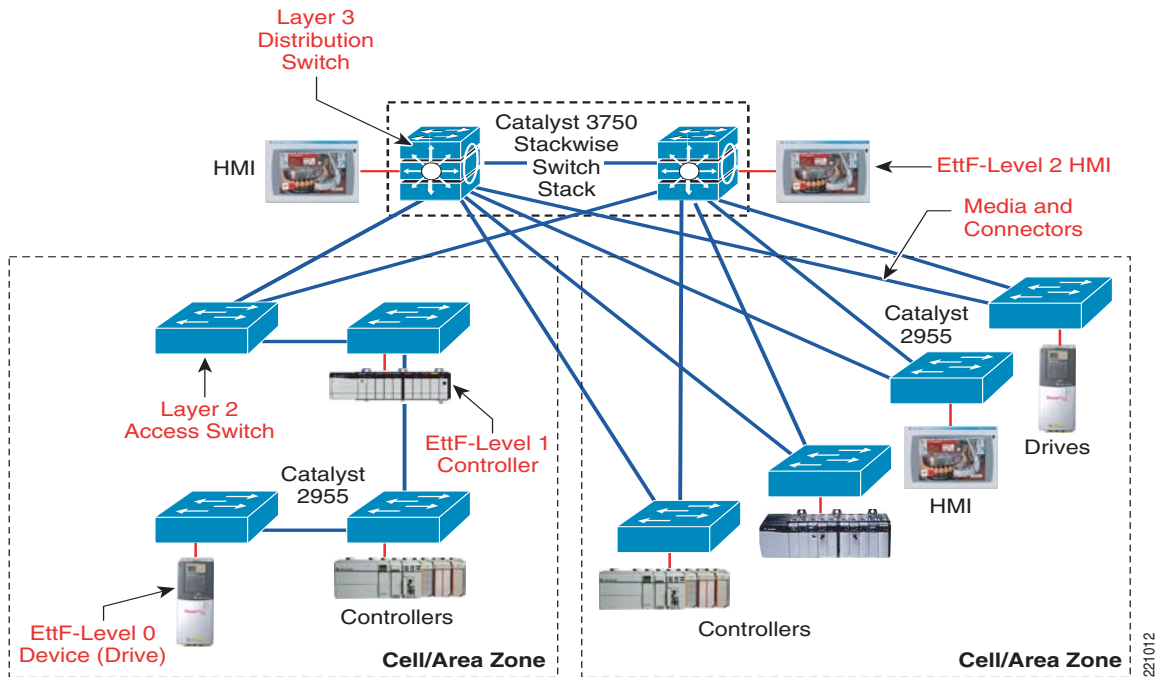 Layer 3
Distribution
Switch
HMI
Catalyst 3750
Stackwise
Switch
Stack
EttF-Level 2 HMI
Media and
Connectors
Catalyst
2955
Layer 2
Access Switch
EttF-Level 1
Controller
Drives
HMI
Catalyst
2955
Controllers
Controllers
EttF-Level 0
Device (Drive)
Cell/Area Zone
Cell/Area Zone
221012